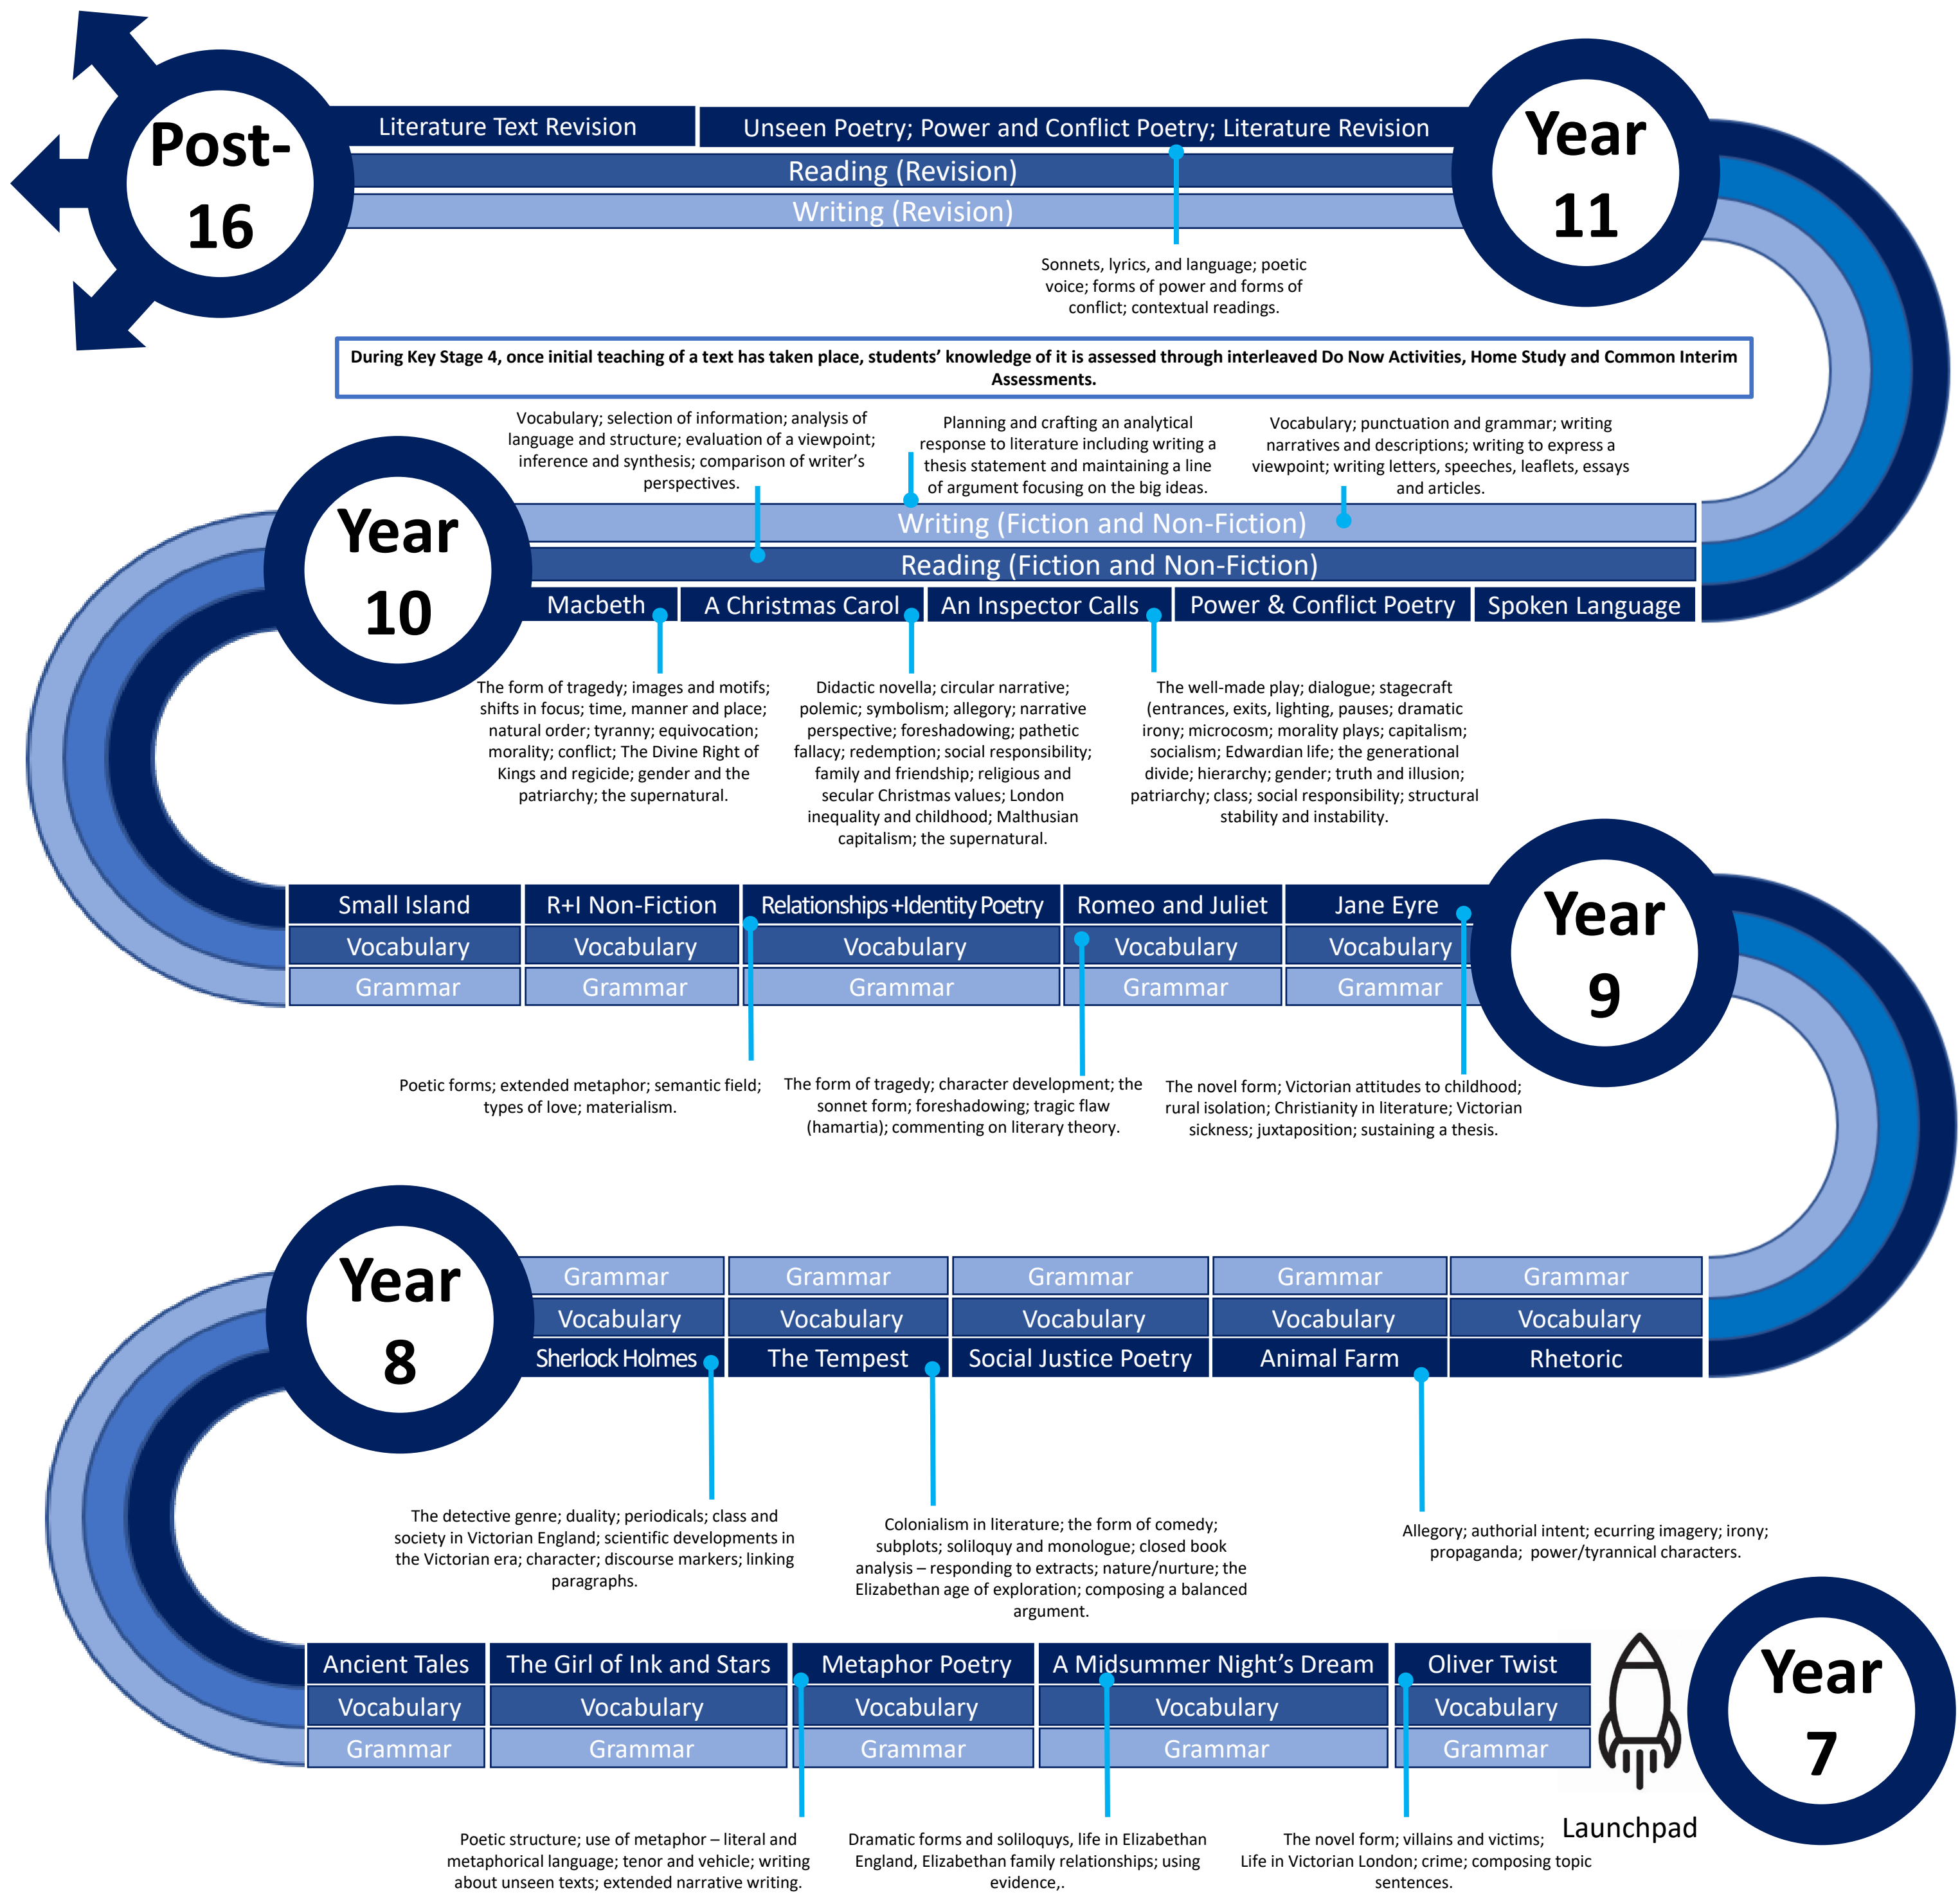 Post-
16
Literature Text Revision
Unseen Poetry; Power and Conflict Poetry; Literature Revision
Reading (Revision)
Writing (Revision)
Year
11
Sonnets, lyrics, and language; poetic
voice; forms of power and forms of
conflict; contextual readings.
During Key Stage 4, once initial teaching of a text has taken place, students' knowledge of it is assessed through interleaved Do Now Activities, Home Study and Common Interim
Assessments.
Vocabulary; selection of information; analysis of
language and structure; evaluation of a viewpoint;
inference and synthesis; comparison of writer's
perspectives.
Planning and crafting an analytical
response to literature including writing a
thesis statement and maintaining a line
of argument focusing on the big ideas.
Vocabulary; punctuation and grammar; writing
narratives and descriptions; writing to express a
viewpoint; writing letters, speeches, leaflets, essays
and articles.
Year
10
Writing (Fiction and Non-Fiction)
Reading (Fiction and Non-Fiction)
Macbeth
A Christmas Carol
An Inspector Calls
Power & Conflict Poetry
Spoken Language
The form of tragedy; images and motifs;
shifts in focus; time, manner and place;
natural order; tyranny; equivocation;
morality; conflict; The Divine Right of
Kings and regicide; gender and the
patriarchy; the supernatural.
Didactic novella; circular narrative;
polemic; symbolism; allegory; narrative
perspective; foreshadowing; pathetic
fallacy; redemption; social responsibility;
family and friendship; religious and
secular Christmas values; London
inequality and childhood; Malthusian
capitalism; the supernatural.
The well-made play; dialogue; stagecraft
(entrances, exits, lighting, pauses; dramatic
irony; microcosm; morality plays; capitalism;
socialism; Edwardian life; the generational
divide; hierarchy; gender; truth and illusion;
patriarchy; class; social responsibility; structural
stability and instability.
Small Island
R+I Non-Fiction
Relationships +Identity Poetry
Romeo and Juliet
Jane Eyre
Vocabulary
Vocabulary
Vocabulary
Vocabulary
Vocabulary
Grammar
Grammar
Grammar
Grammar
Grammar
Year
9
Poetic forms; extended metaphor; semantic field;
types of love; materialism.
The form of tragedy; character development; the
sonnet form; foreshadowing; tragic flaw
(hamartia); commenting on literary theory.
The novel form; Victorian attitudes to childhood;
rural isolation; Christianity in literature; Victorian
sickness; juxtaposition; sustaining a thesis.
Year
8
Grammar
Grammar
Grammar
Grammar
Grammar
Vocabulary
Vocabulary
Vocabulary
Vocabulary
Vocabulary
Sherlock Holmes
The Tempest
Social Justice Poetry
Animal Farm
Rhetoric
The detective genre; duality; periodicals; class and
society in Victorian England; scientific developments in
the Victorian era; character; discourse markers; linking
paragraphs.
Colonialism in literature; the form of comedy;
subplots; soliloquy and monologue; closed book
analysis – responding to extracts; nature/nurture; the
Elizabethan age of exploration; composing a balanced
argument.
Allegory; authorial intent; ecurring imagery; irony;
propaganda; power/tyrannical characters.
Ancient Tales
The Girl of Ink and Stars
Metaphor Poetry
A Midsummer Night's Dream
Oliver Twist
Vocabulary
Vocabulary
Vocabulary
Vocabulary
Vocabulary
Grammar
Grammar
Grammar
Grammar
Grammar
Launchpad
Year
7
Poetic structure; use of metaphor – literal and
metaphorical language; tenor and vehicle; writing
about unseen texts; extended narrative writing.
Dramatic forms and soliloquys, life in Elizabethan
England, Elizabethan family relationships; using
evidence,.
The novel form; villains and victims;
Life in Victorian London; crime; composing topic
sentences.